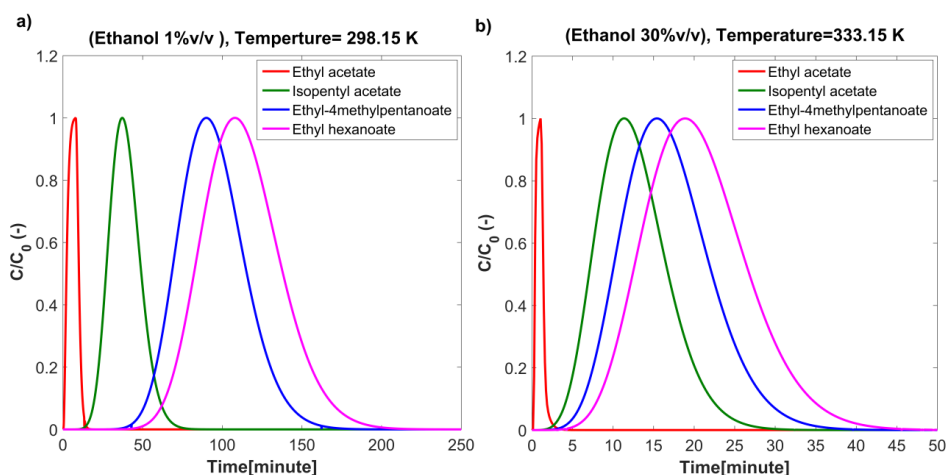 a)
(Ethanol 1%v/v ), Temperture= 298.15 K
1.2
1
0.8
0.6
0.4
0.2
0
C/C0 (-)
Ethyl acetate
Isopentyl acetate
Ethyl-4methylpentanoate
Ethyl hexanoate
0 50 100 150 200 250
Time[minute]
b)
(Ethanol 30%v/v), Temperature=333.15 K
1.2
1
0.8
0.6
0.4
0.2
0
C/C0 (-)
Ethyl acetate
Isopentyl acetate
Ethyl-4methylpentanoate
Ethyl hexanoate
0 5 10 15 20 25 30 35 40 45 50
Time[minute]